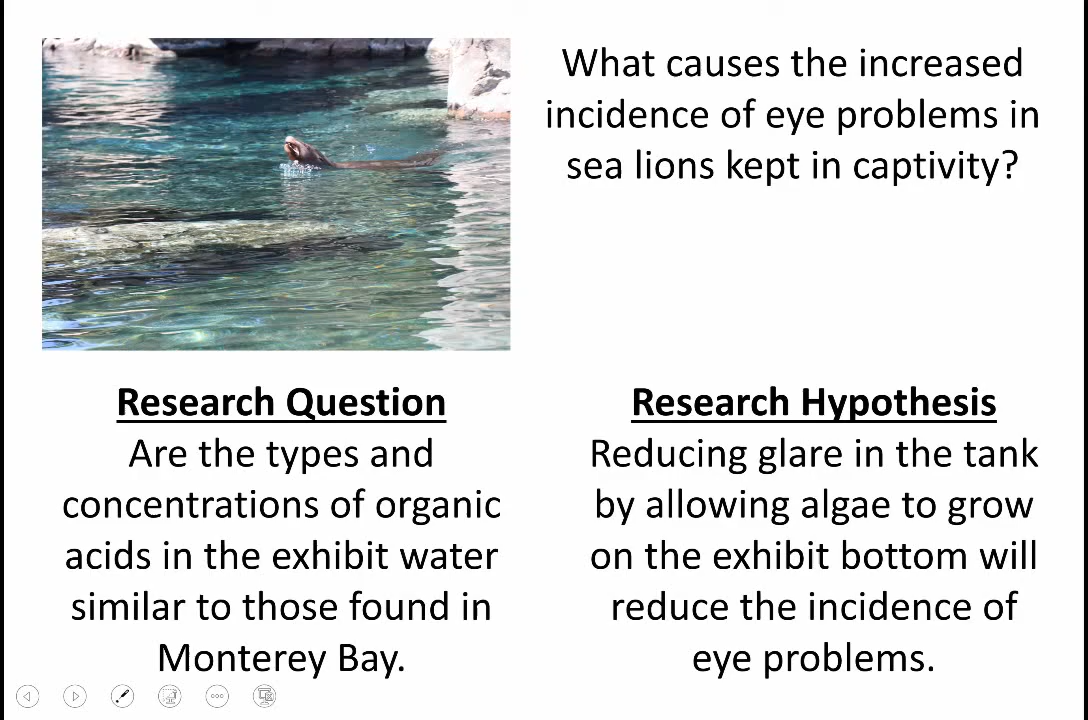 What causes the increased
incidence of eye problems in
sea lions kept in captivity?
Research Question
Are the types and
concentrations of organic
acids in the exhibit water
similar to those found in
Monterey Bay.
Research Hypothesis
Reducing glare in the tank
by allowing algae to grow
on the exhibit bottom will
reduce the incidence of
eye problems.